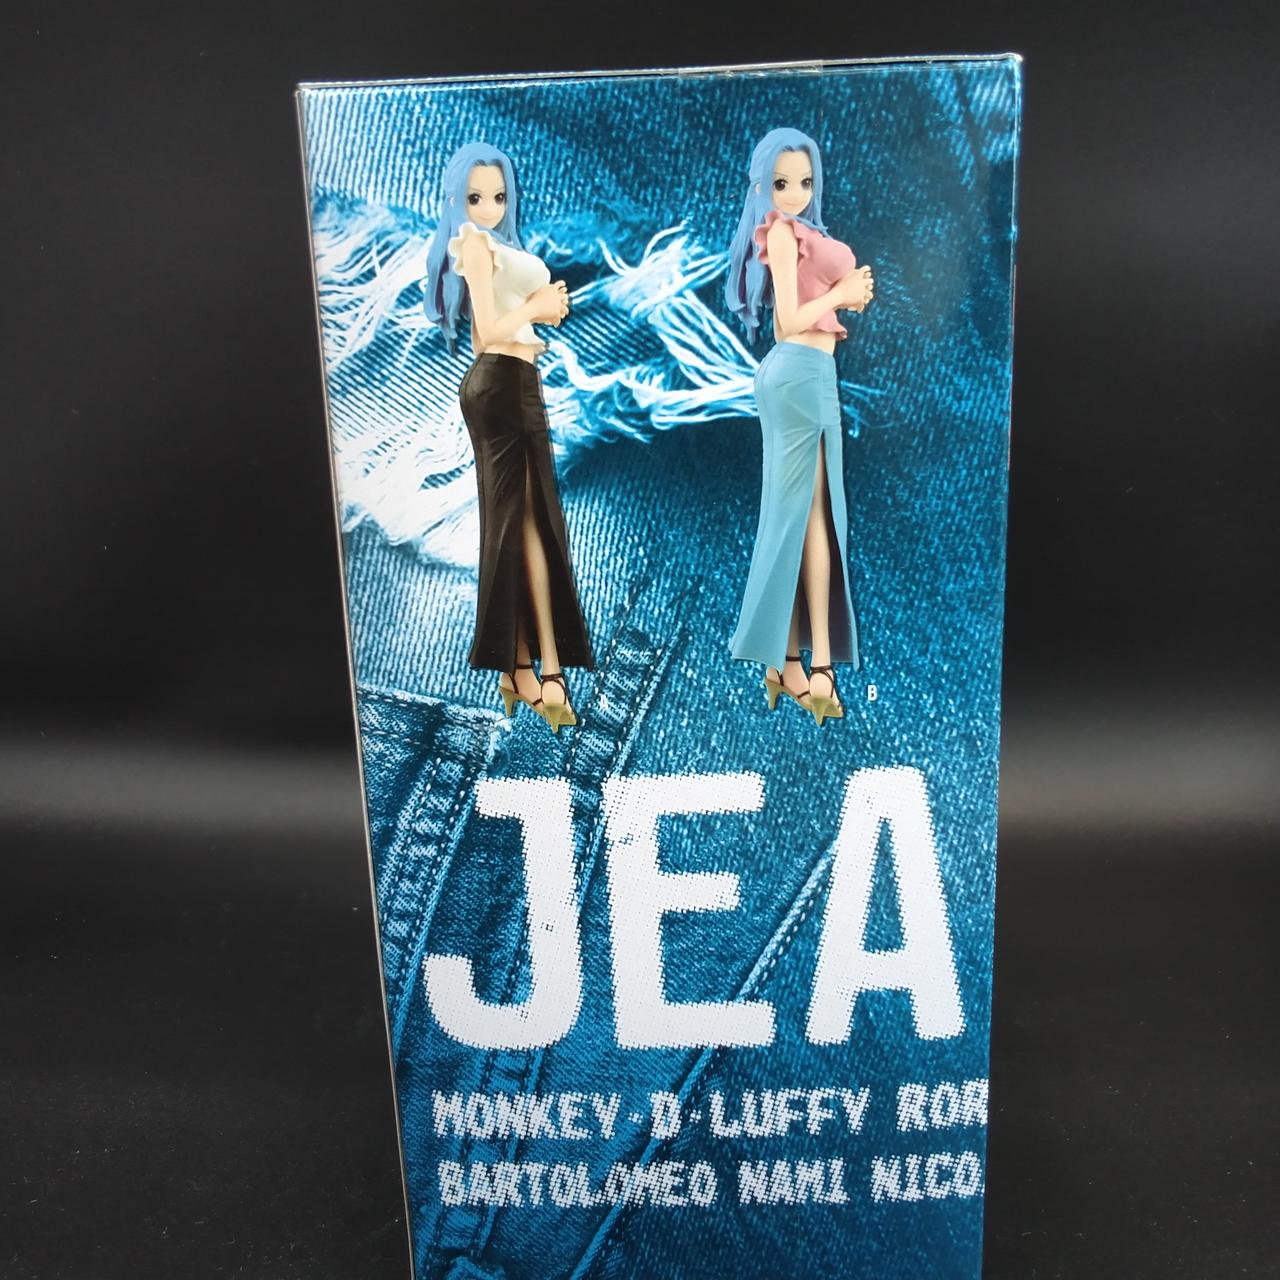 A
B
JEA
MONKEY·D·LUFFY ROR
BARTOLOMEO NAMI NICO